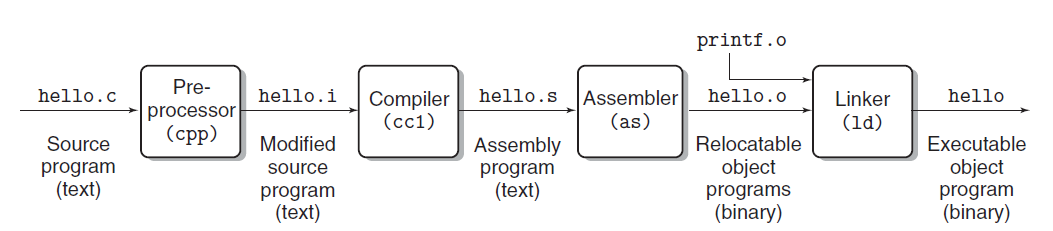 printf.o
hello.c
Pre-
processor
(cpp)
hello.i
Compiler
(cc1)
hello.s
Assembler
(as)
hello.o
Linker
(ld)
hello
Source
program
(text)
Modified
source
program
(text)
Assembly
program
(text)
Relocatable
object
programs
(binary)
Executable
object
program
(binary)